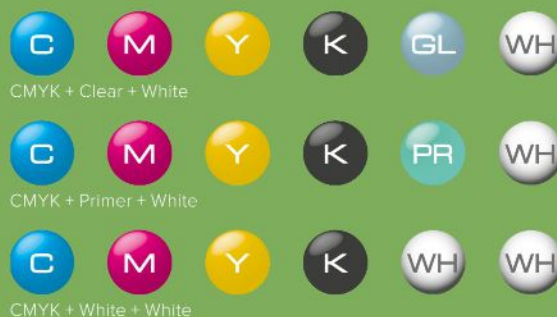 C M Y K GL WH
CMYK + Clear + White
C M Y K PR WH
CMYK + Primer + White
C M Y K WH WH
CMYK + White + White